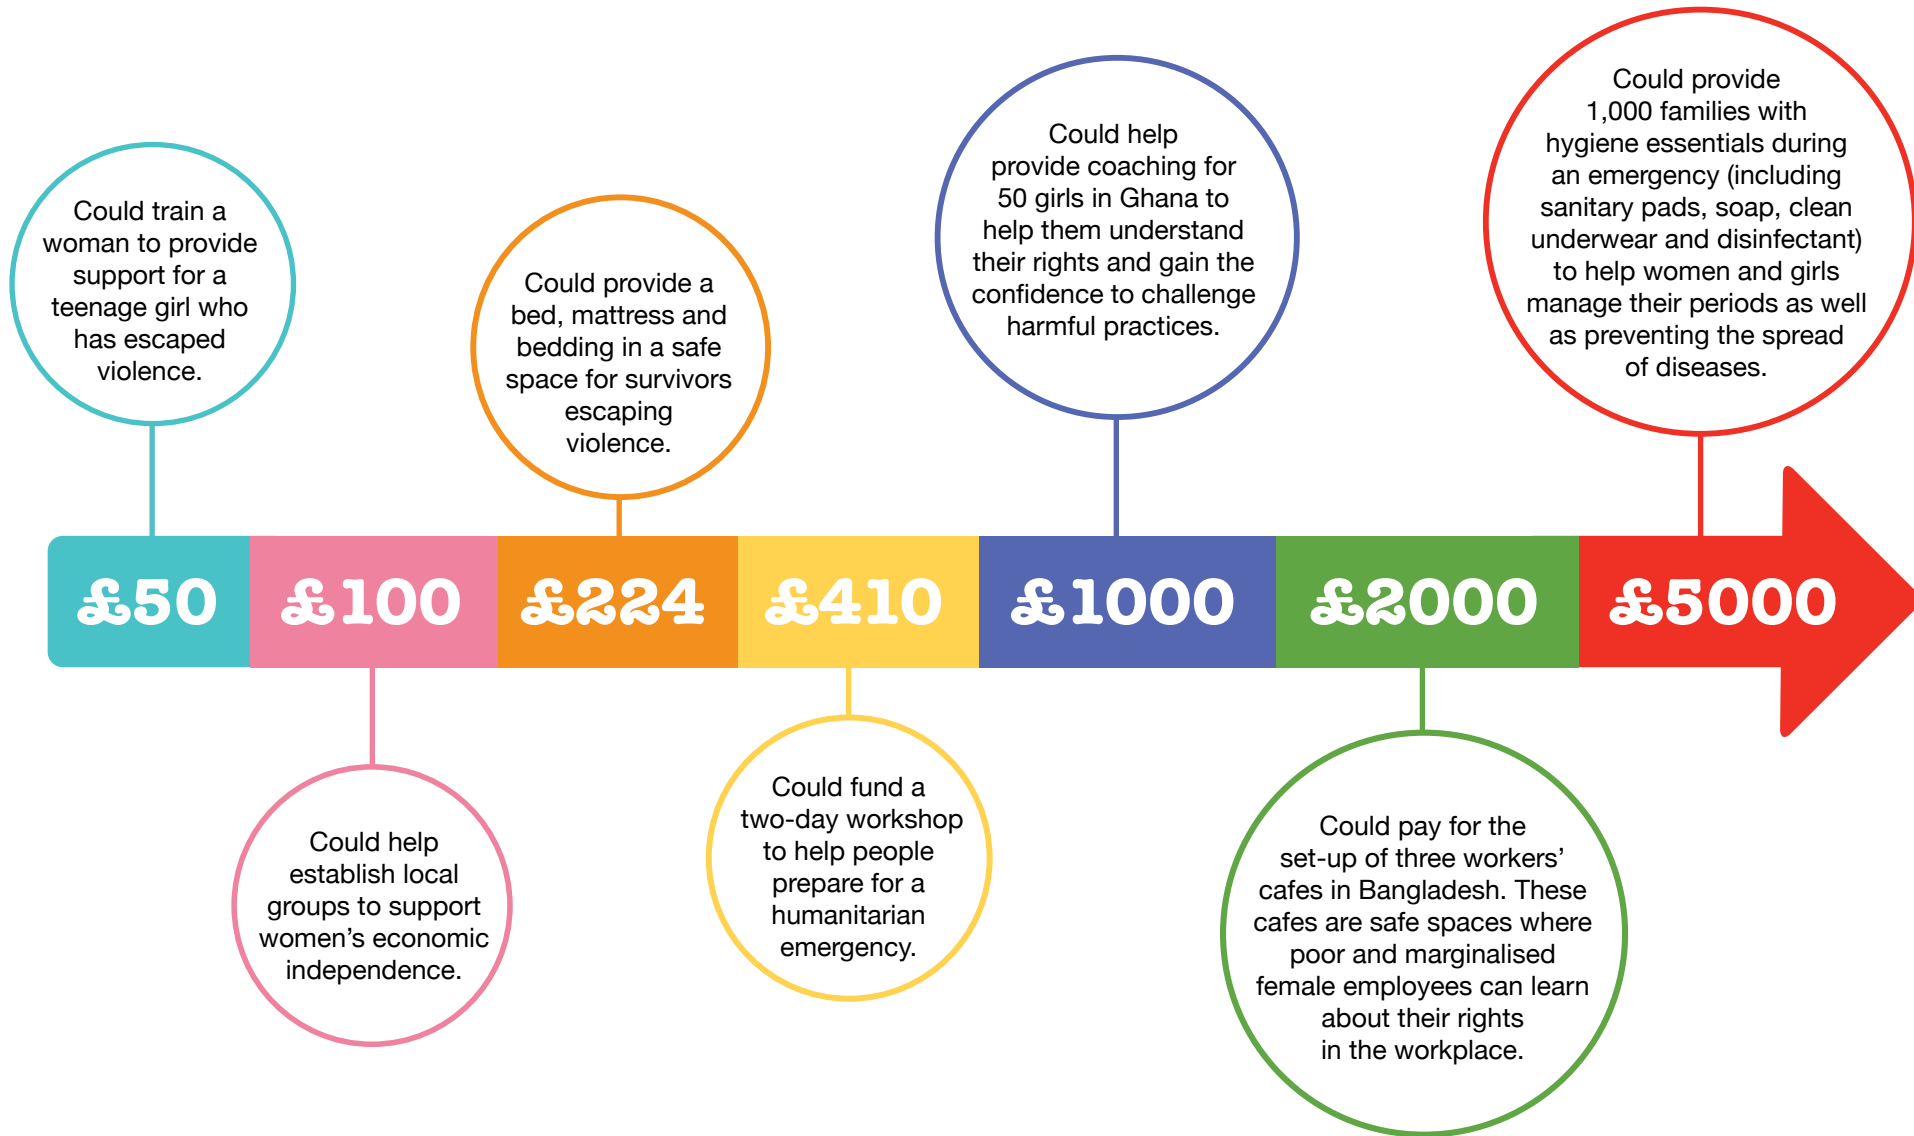 Could train a
woman to provide
support for a
teenage girl who
has escaped
violence.
Could provide a
bed, mattress and
bedding in a safe
space for survivors
escaping
violence.
Could help
provide coaching for
50 girls in Ghana to
help them understand
their rights and gain the
confidence to challenge
harmful practices.
Could provide
1,000 families with
hygiene essentials during
an emergency (including
sanitary pads, soap, clean
underwear and disinfectant)
to help women and girls
manage their periods as well
as preventing the spread
of diseases.
£50
£100
£224
£410
£1000
£2000
£5000
Could help
establish local
groups to support
women’s economic
independence.
Could fund a
two-day workshop
to help people
prepare for a
humanitarian
emergency.
Could pay for the
set-up of three workers’
cafes in Bangladesh. These
cafes are safe spaces where
poor and marginalised
female employees can learn
about their rights
in the workplace.